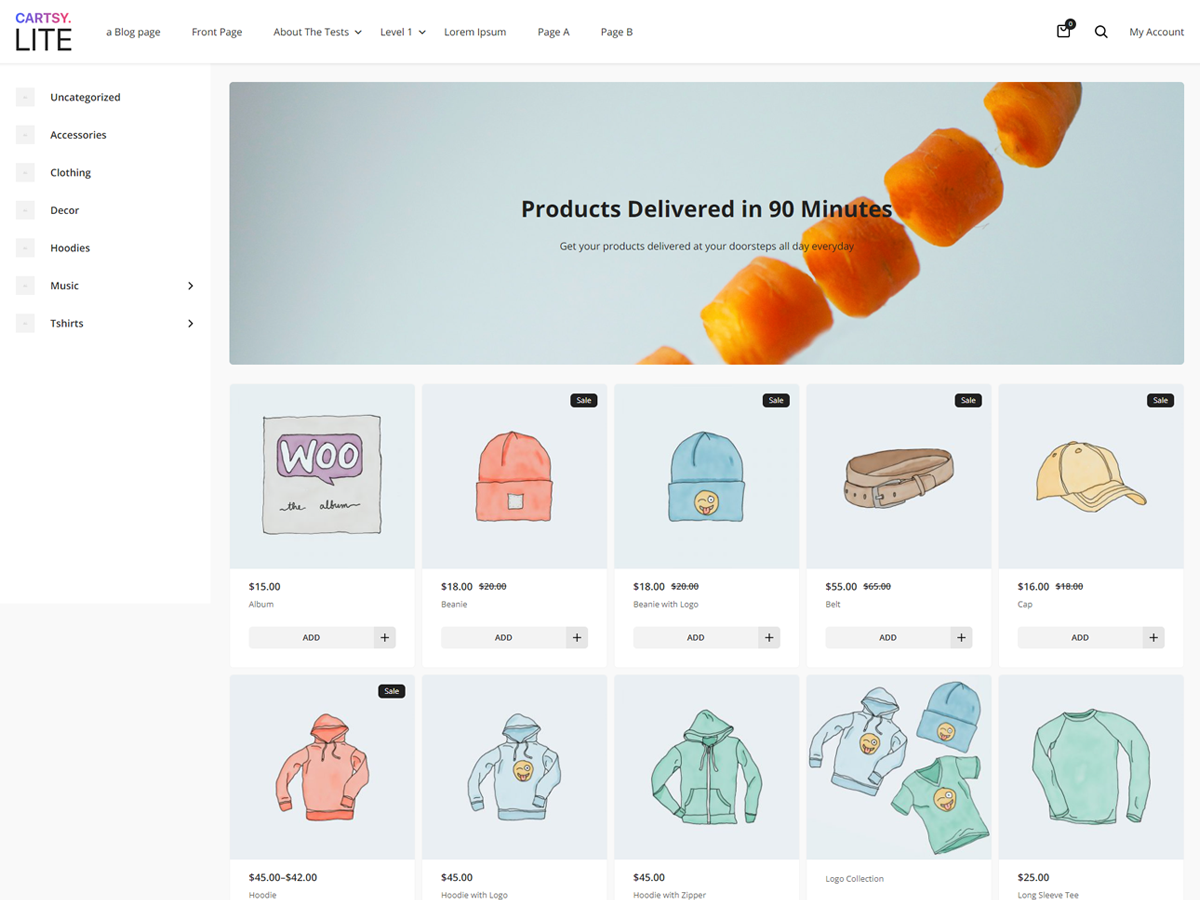 CARTSY.
LITE
a Blog page
Front Page
About The Tests
Level 1
Lorem Ipsum
Page A
Page B
0
My Account
Uncategorized
Accessories
Clothing
Decor
Hoodies
Music
Tshirts
Products Delivered in 90 Minutes
Get your products delivered at your doorsteps all day everyday
WOO
the album
$15.00
Album
ADD +
Sale
$18.00 $20.00
Beanie
ADD +
Sale
$18.00 $20.00
Beanie with Logo
ADD +
Sale
$55.00 $65.00
Belt
ADD +
Sale
$16.00 $18.00
Cap
ADD +
Sale
$45.00–$42.00
Hoodie
$45.00
Hoodie with Logo
$45.00
Hoodie with Zipper
Logo Collection
$25.00
Long Sleeve Tee